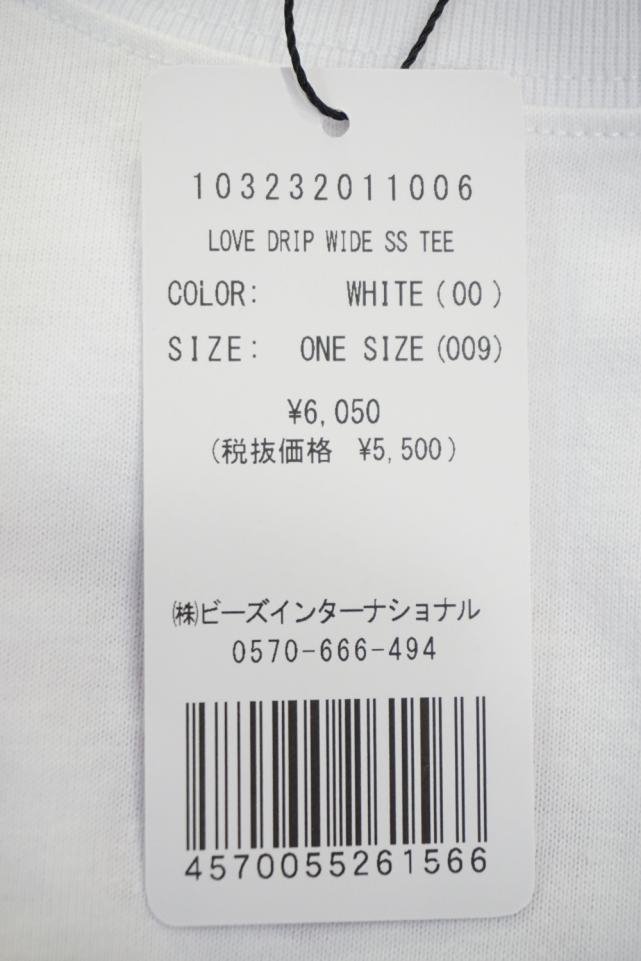 103232011006
LOVE DRIP WIDE SS TEE
COLOR: WHITE(00)
SIZE: ONE SIZE(009)
¥6,050
(税抜価格 ¥5,500)
㈱ビーズインターナショナル
0570-666-494
4570055261566